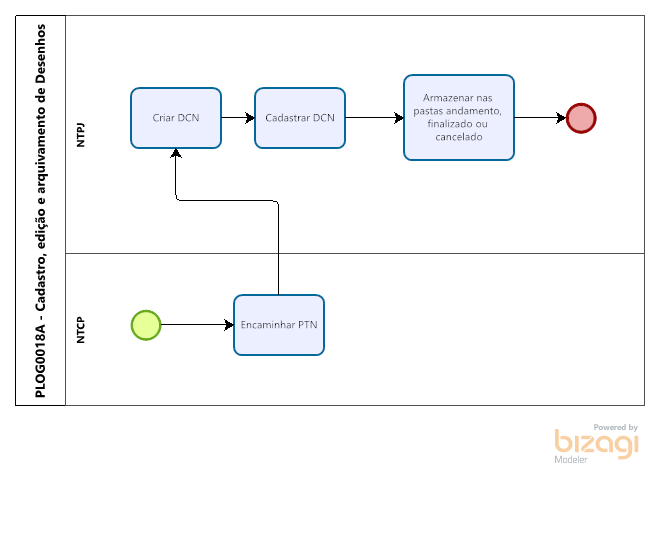 PLOG0018A - Cadastro, edição e arquivamento de Desenhos
NTPJ
Criar DCN
Cadastrar DCN
Armazenar nas
pastas andamento,
finalizado ou
cancelado
NTCP
Encaminhar PTN
Powered by
bizagi
Modeler